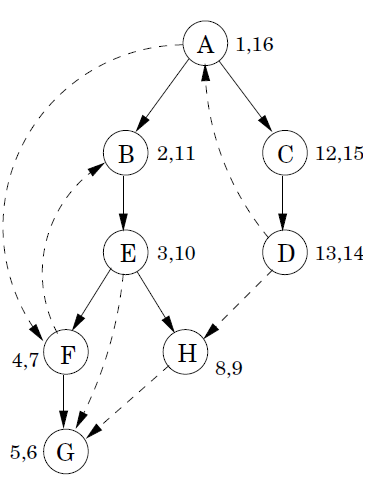 A 1,16
B 2,11 C 12,15
E 3,10 D 13,14
4,7 F H 8,9
5,6 G